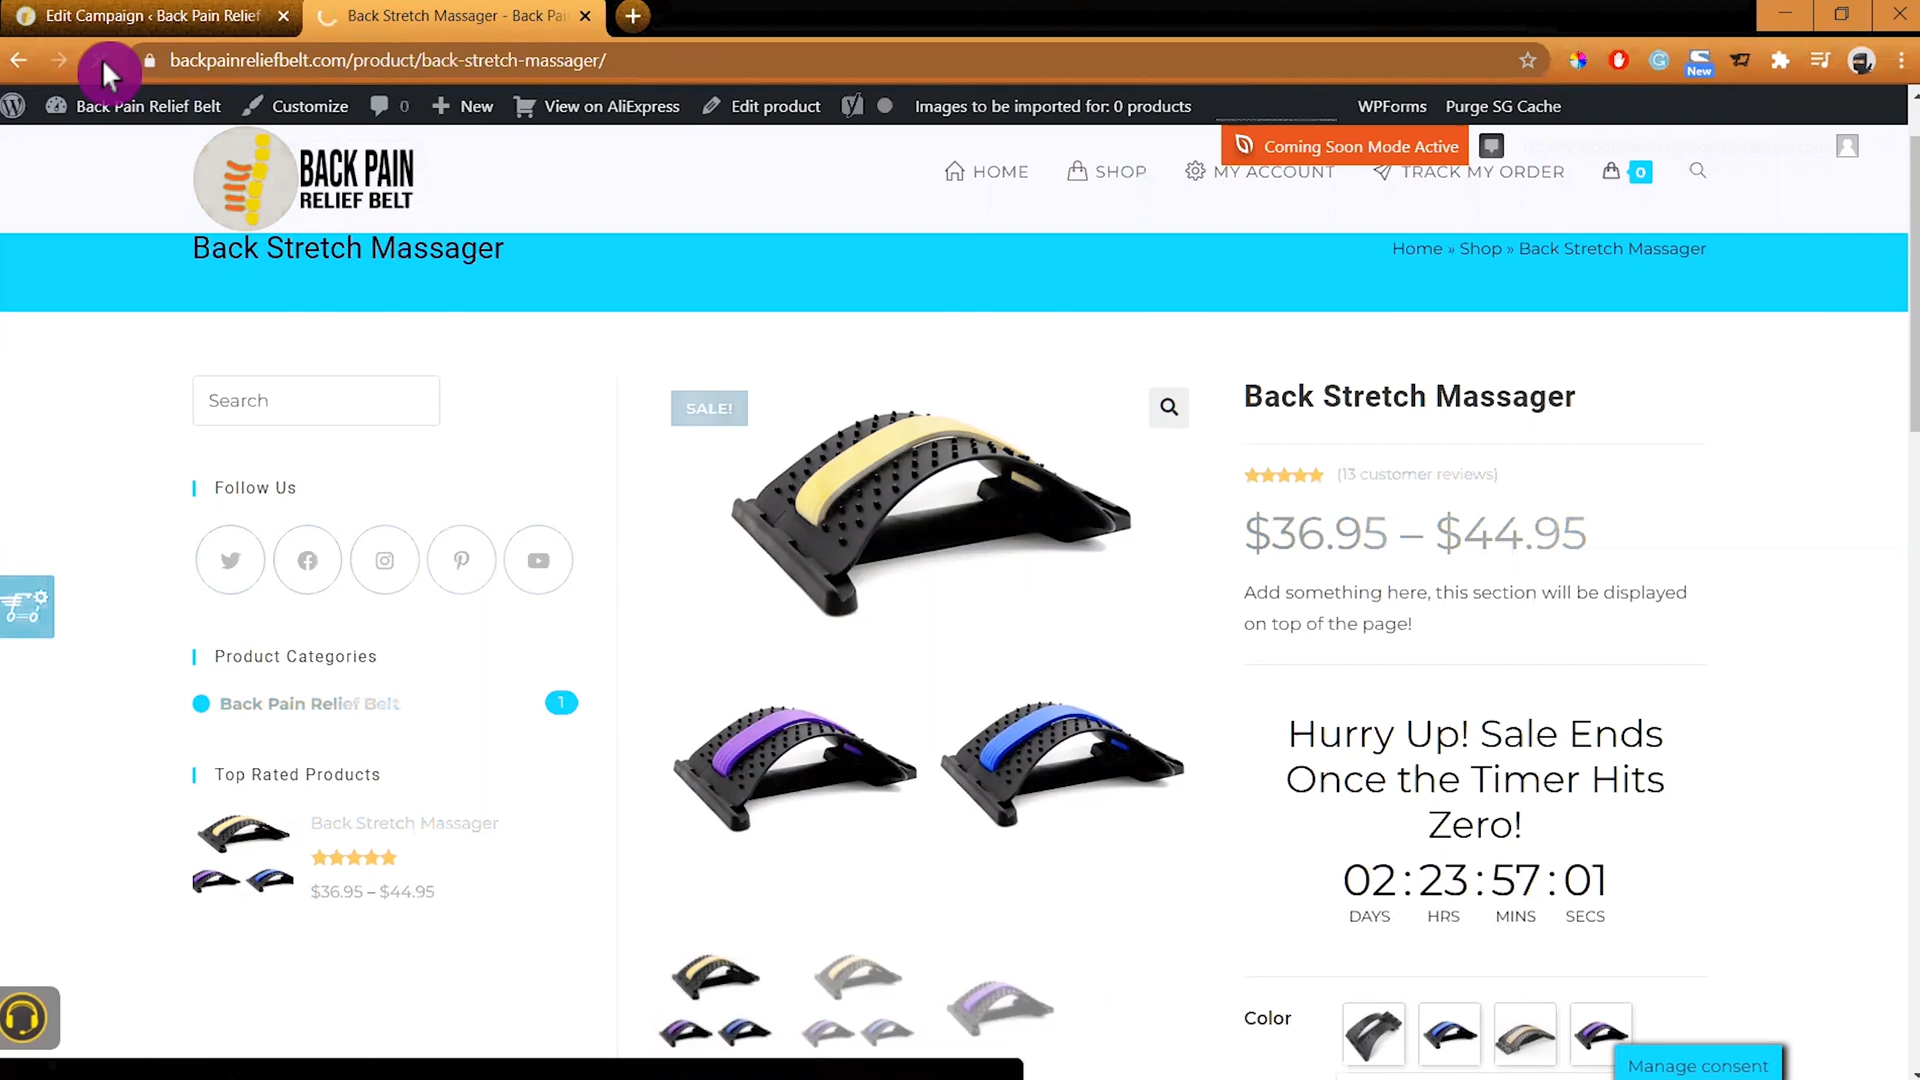 Edit Campaign ‹ Back Pain Relief
Back Stretch Massager - Back Pai
backpainreliefbelt.com/product/back-stretch-massager/
New
Back Pain Relief Belt
Customize
0
New
View on AliExpress
Edit product
Images to be imported for: 0 products
WPForms
Purge SG Cache
Coming Soon Mode Active
BACK PAIN
RELIEF BELT
HOME
SHOP
MY ACCOUNT
TRACK MY ORDER
0
Back Stretch Massager
Home » Shop » Back Stretch Massager
Search
Follow Us
Product Categories
Back Pain Relief Belt
1
Top Rated Products
Back Stretch Massager
$36.95 – $44.95
SALE!
Back Stretch Massager
(13 customer reviews)
$36.95 – $44.95
Add something here, this section will be displayed
on top of the page!
Hurry Up! Sale Ends
Once the Timer Hits
Zero!
02 : 23 : 57 : 01
DAYS HRS MINS SECS
Color
Manage consent